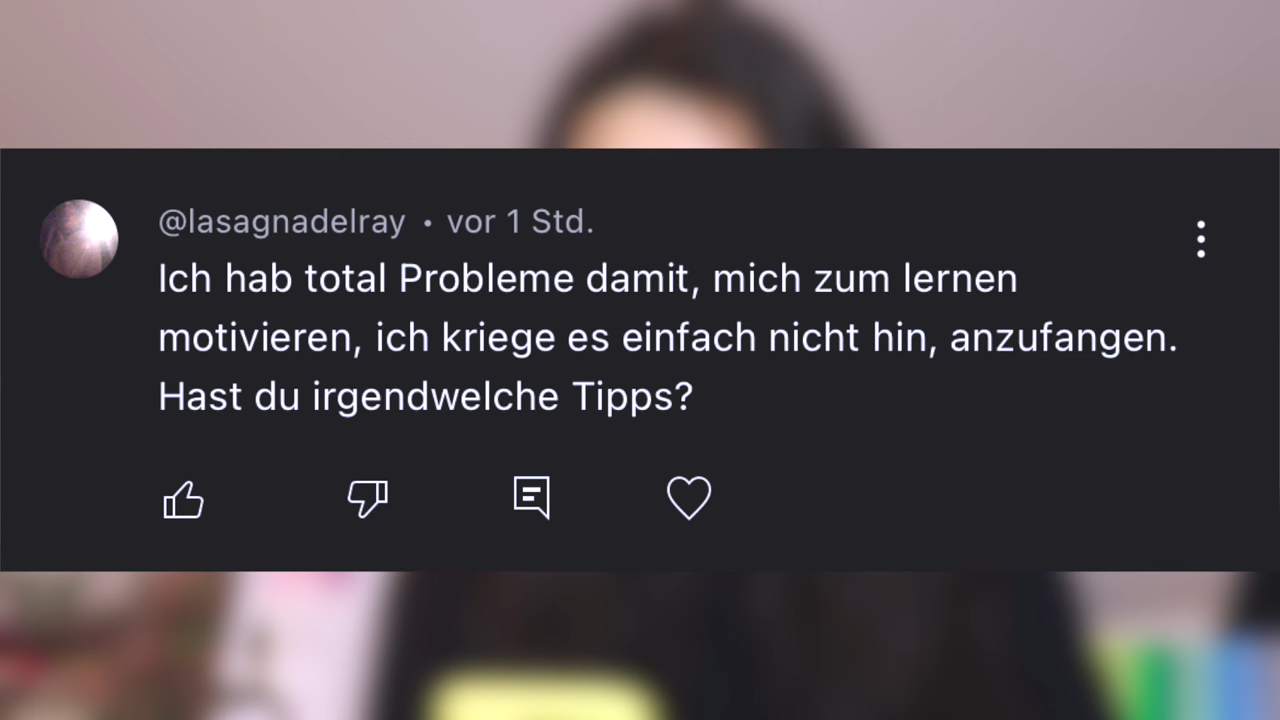 @lasagnadelray • vor 1 Std.
Ich hab total Probleme damit, mich zum lernen
motivieren, ich kriege es einfach nicht hin, anzufangen.
Hast du irgendwelche Tipps?